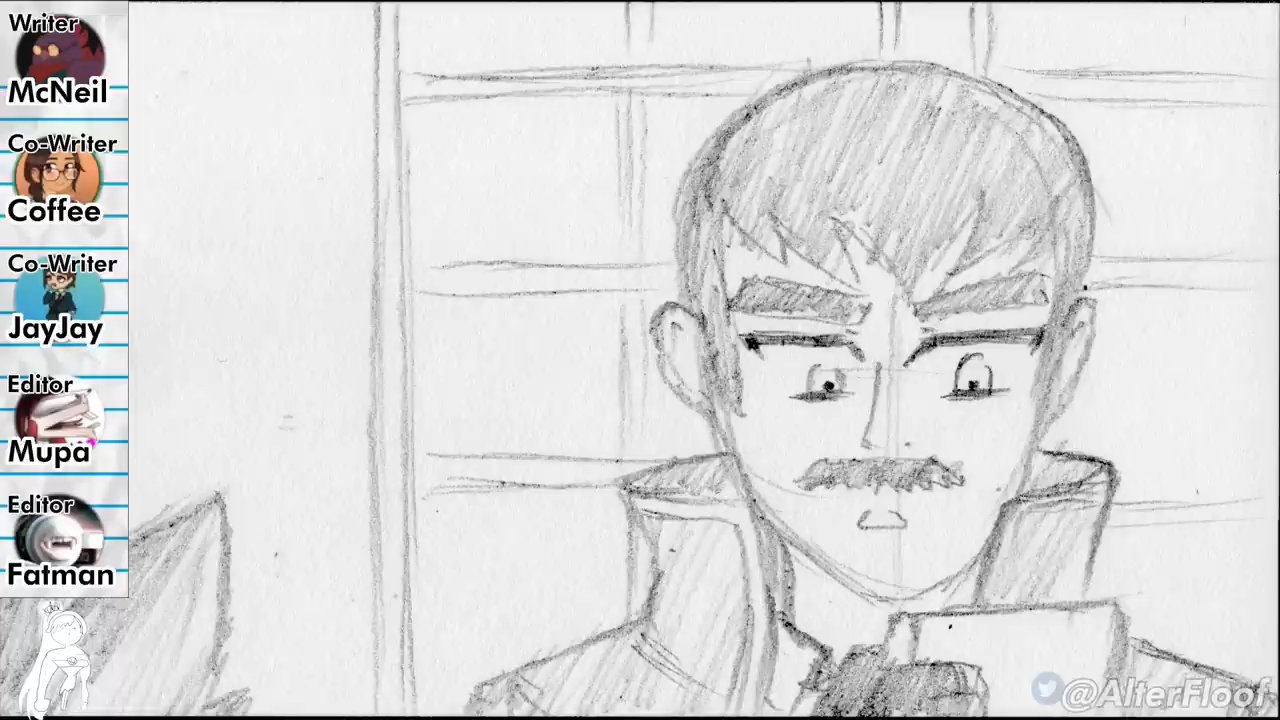 Writer
McNeil
Co-Writer
Coffee
Co-Writer
JayJay
Editor
Mupa
Editor
Fatman
@AlterFloof